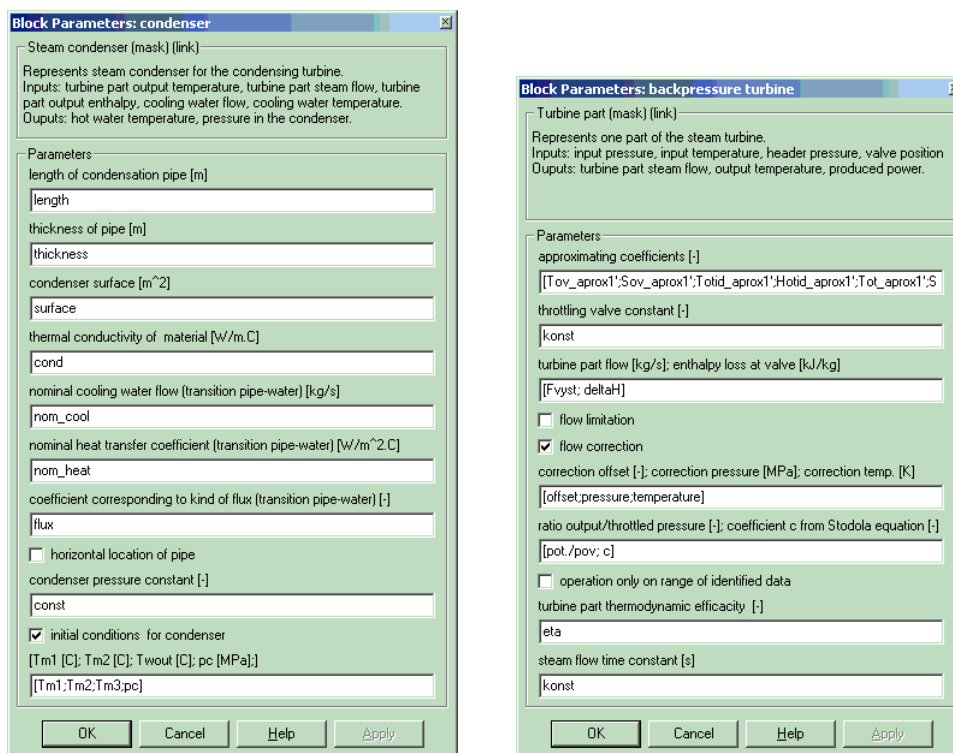 Block Parameters: condenser
Steam condenser (mask) (link)
Represents steam condenser for the condensing turbine.
Inputs: turbine part output temperature, turbine part steam flow, turbine
part output enthalpy, cooling water flow, cooling water temperature.
Ouputs: hot water temperature, pressure in the condenser.
Parameters
length of condensation pipe [m]
length
thickness of pipe [m]
thickness
condenser surface [m^2]
surface
thermal conductivity of material [W/m.C]
cond
nominal cooling water flow (transition pipe-water) [kg/s]
nom_cool
nominal heat transfer coefficient (transition pipe-water) [W/m^2.C]
nom_heat
coefficient corresponding to kind of flux (transition pipe-water) [-]
flux
horizontal location of pipe
condenser pressure constant [-]
const
initial conditions for condenser
[Tm1 [C]; Tm2 [C]; Twout [C]; pc [MPa];]
[Tm1;Tm2;Tm3;pc]
OK Cancel Help Apply
Block Parameters: backpressure turbine
Turbine part (mask) (link)
Represents one part of the steam turbine.
Inputs: input pressure, input temperature, header pressure, valve position
Ouputs: turbine part steam flow, output temperature, produced power.
Parameters
approximating coefficients [-]
[Tov_aprox1';Sov_aprox1';Totid_aprox1';Hotid_aprox1';Tot_aprox1';S
throttling valve constant [-]
konst
turbine part flow [kg/s]; enthalpy loss at valve [kJ/kg]
[Fvyst; deltaH]
flow limitation
flow correction
correction offset [-]; correction pressure [MPa]; correction temp. [K]
[offset;pressure;temperature]
ratio output/throttled pressure [-]; coefficient c from Stodola equation [-]
[pot./pov; c]
operation only on range of identified data
turbine part thermodynamic efficacy [-]
eta
steam flow time constant [s]
konst
OK Cancel Help Apply